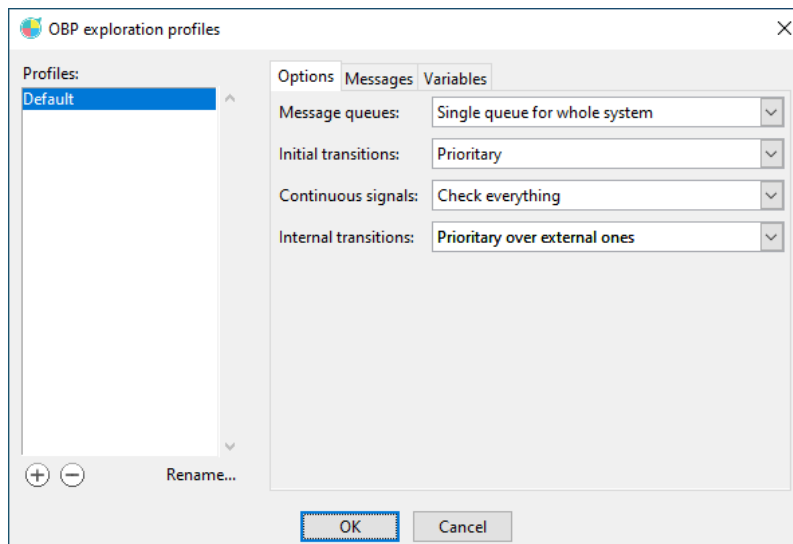 OBP exploration profiles
Profiles:
Default
Rename...
Options Messages Variables
Message queues: Single queue for whole system
Initial transitions: Prioritary
Continuous signals: Check everything
Internal transitions: Prioritary over external ones
OK Cancel